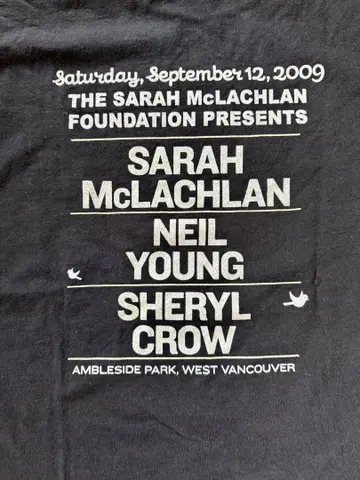 Saturday, September 12, 2009
THE SARAH McLACHLAN
FOUNDATION PRESENTS
SARAH
McLACHLAN
NEIL
YOUNG
SHERYL
CROW
AMBLESIDE PARK, WEST VANCOUVER